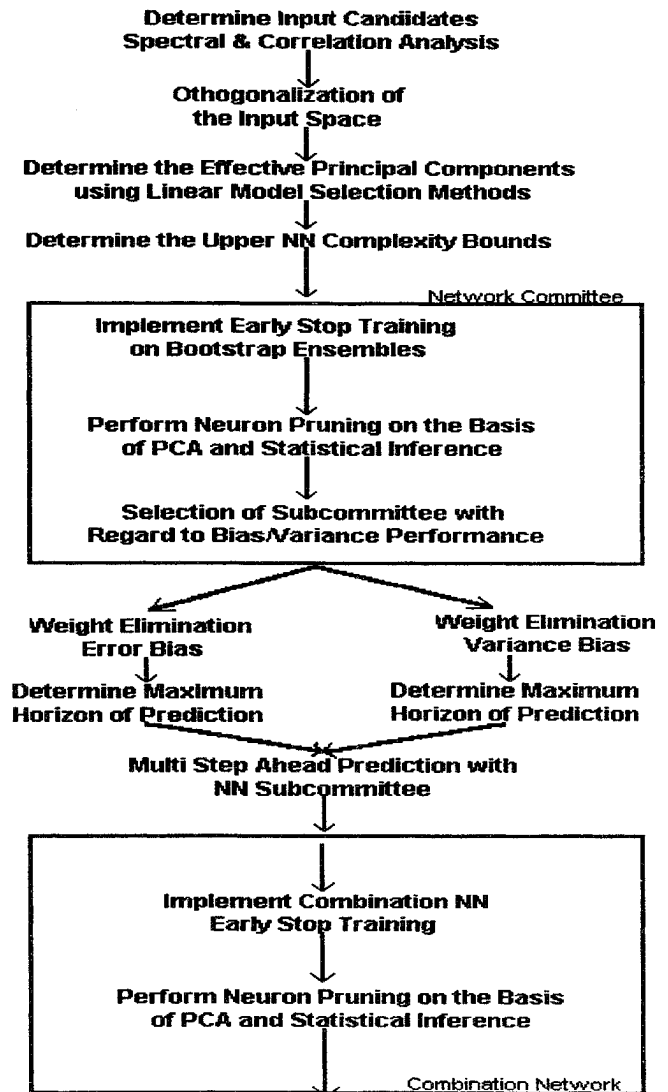 Determine Input Candidates
Spectral & Correlation Analysis
Othogonalization of
the Input Space
Determine the Effective Principal Components
using Linear Model Selection Methods
Determine the Upper NN Complexity Bounds
Network Committee
Implement Early Stop Training
on Bootstrap Ensembles
Perform Neuron Pruning on the Basis
of PCA and Statistical Inference
Selection of Subcommittee with
Regard to Bias/Variance Performance
Weight Elimination
Error Bias
Weight Elimination
Variance Bias
Determine Maximum
Horizon of Prediction
Determine Maximum
Horizon of Prediction
Multi Step Ahead Prediction with
NN Subcommittee
Implement Combination NN
Early Stop Training
Perform Neuron Pruning on the Basis
of PCA and Statistical Inference
Combination Network